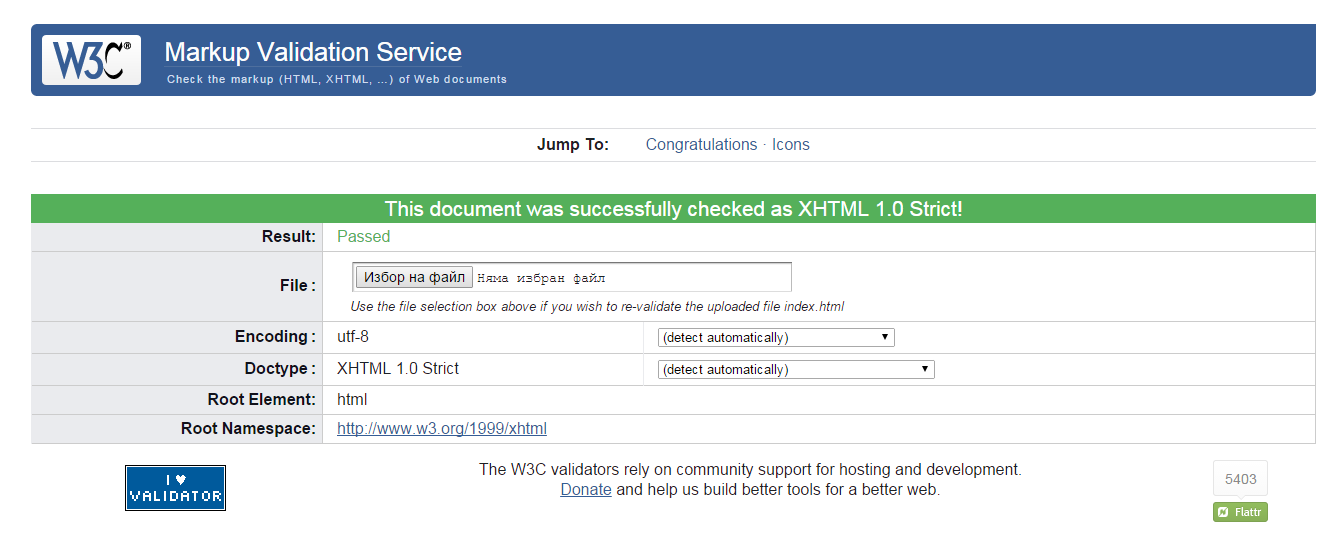 W3C®
Markup Validation Service
Check the markup (HTML, XHTML, …) of Web documents
Jump To: Congratulations · Icons
This document was successfully checked as XHTML 1.0 Strict!
Result: Passed
File : Избор на файл Няма избран файл
Use the file selection box above if you wish to re-validate the uploaded file index.html
Encoding : utf-8 (detect automatically)
Doctype : XHTML 1.0 Strict (detect automatically)
Root Element: html
Root Namespace: http://www.w3.org/1999/xhtml
I ♥
VALIDATOR
The W3C validators rely on community support for hosting and development.
Donate and help us build better tools for a better web.
5403
Flattr